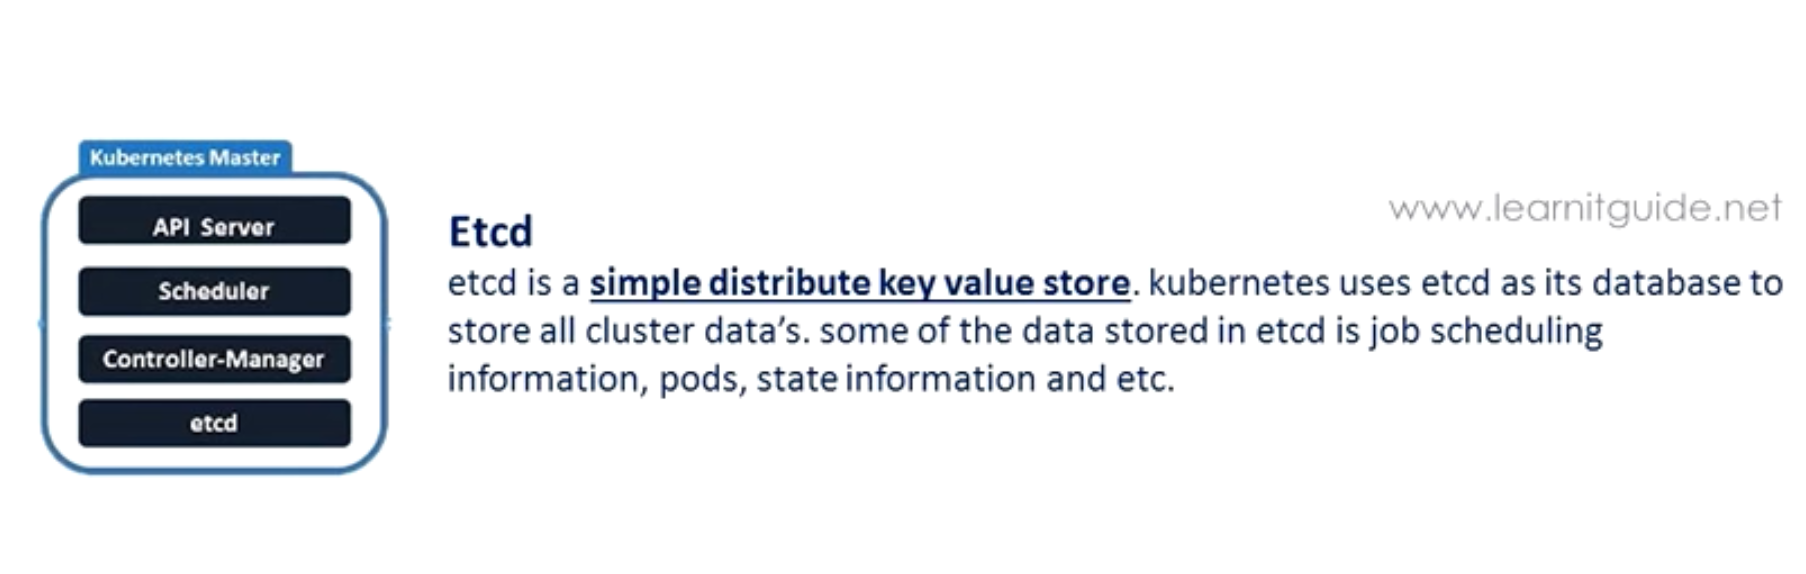 Kubernetes Master
API Server
Scheduler
Controller-Manager
etcd
www.learnitguide.net
Etcd
etcd is a simple distribute key value store. kubernetes uses etcd as its database to
store all cluster data's. some of the data stored in etcd is job scheduling
information, pods, state information and etc.